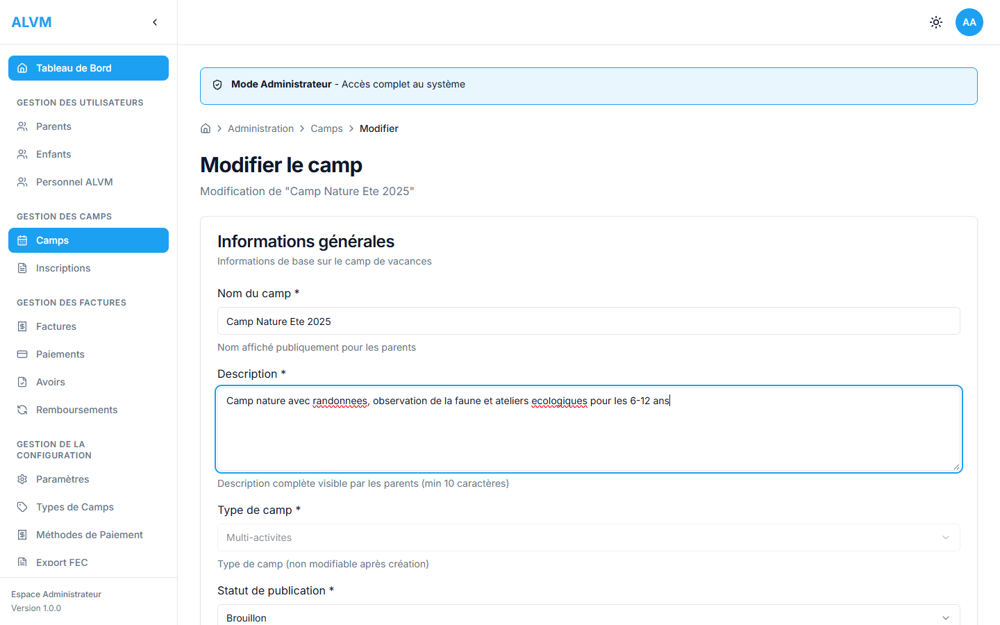 ALVM
AA
Tableau de Bord
GESTION DES UTILISATEURS
Parents
Enfants
Personnel ALVM
GESTION DES CAMPS
Camps
Inscriptions
GESTION DES FACTURES
Factures
Paiements
Avoirs
Remboursements
GESTION DE LA
CONFIGURATION
Paramètres
Types de Camps
Méthodes de Paiement
Export FEC
Espace Administrateur
Version 1.0.0
Mode Administrateur - Accès complet au système
Administration > Camps > Modifier
Modifier le camp
Modification de "Camp Nature Ete 2025"
Informations générales
Informations de base sur le camp de vacances
Nom du camp *
Camp Nature Ete 2025
Nom affiché publiquement pour les parents
Description *
Camp nature avec randonnees, observation de la faune et ateliers ecologiques pour les 6-12 ans
Description complète visible par les parents (min 10 caractères)
Type de camp *
Multi-activites
Type de camp (non modifiable après création)
Statut de publication *
Brouillon